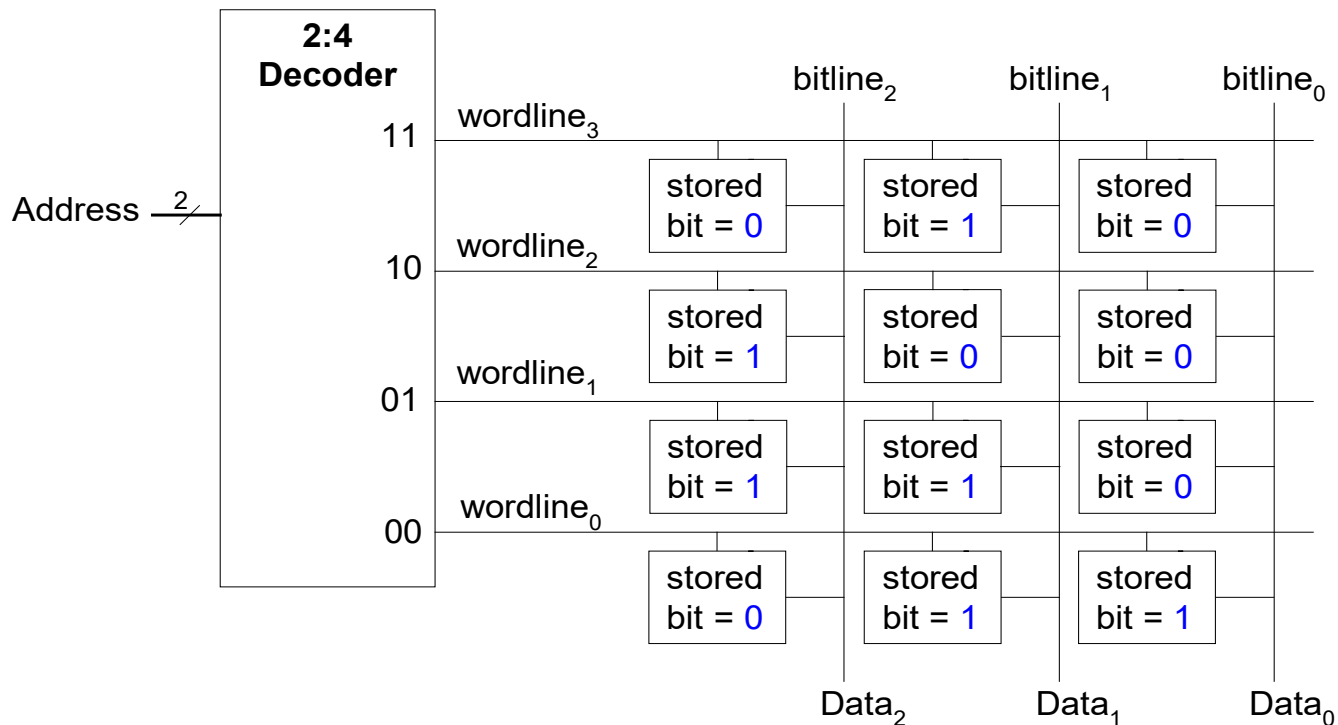 2:4
Decoder
bitline₂ bitline₁ bitline₀
wordline₃
11
stored stored stored
bit = 0 bit = 1 bit = 0
Address 2
wordline₂
10
stored stored stored
bit = 1 bit = 0 bit = 0
wordline₁
01
stored stored stored
bit = 1 bit = 1 bit = 0
wordline₀
00
stored stored stored
bit = 0 bit = 1 bit = 1
Data₂ Data₁ Data₀